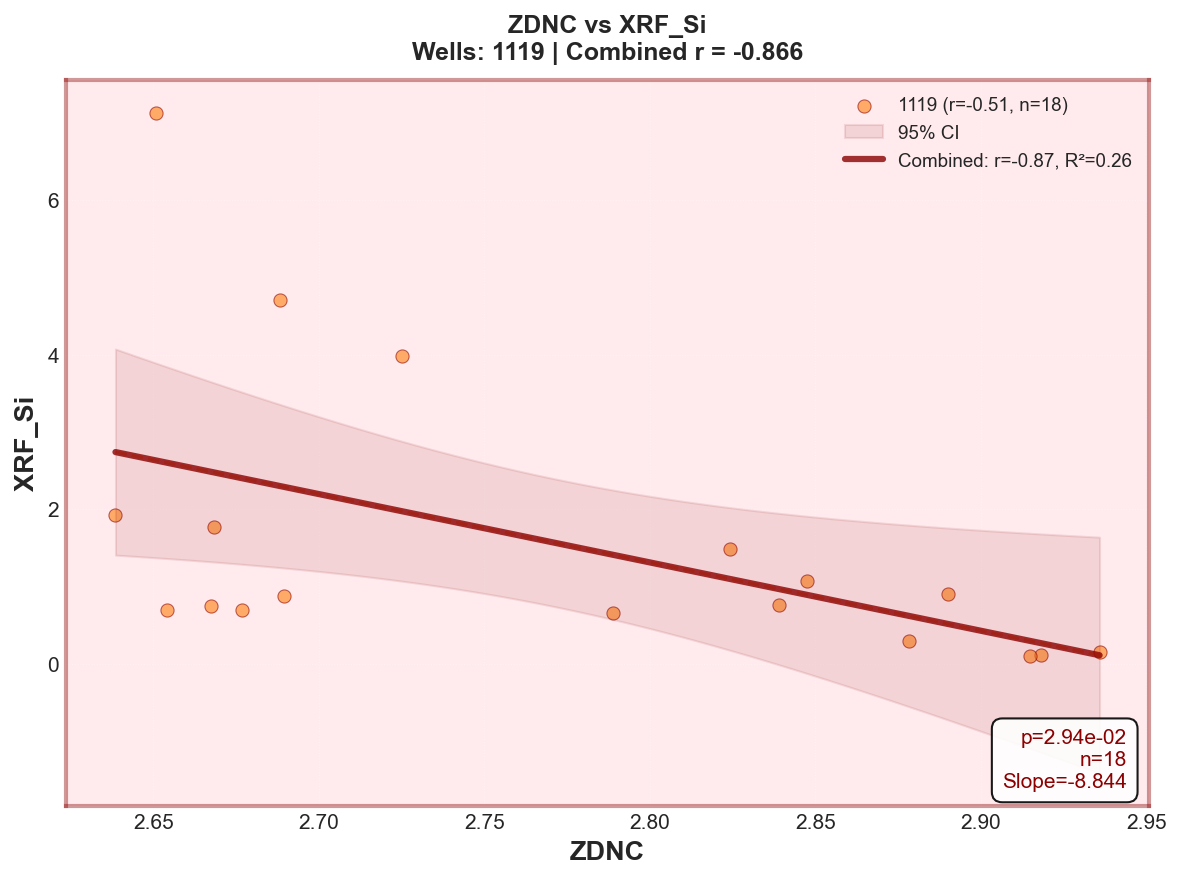 ZDNC vs XRF_Si
Wells: 1119 | Combined r = -0.866
1119 (r=-0.51, n=18)
95% CI
Combined: r=-0.87, R²=0.26
XRF_Si
6
4
2
0
p=2.94e-02
n=18
Slope=-8.844
2.65 2.70 2.75 2.80 2.85 2.90 2.95
ZDNC